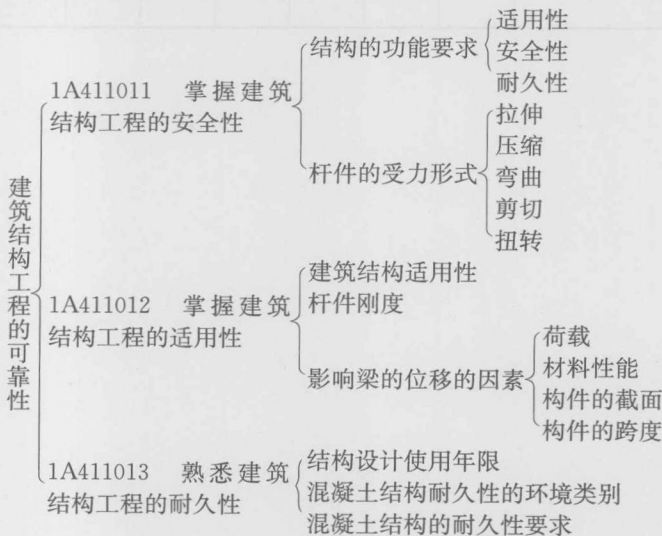 建筑结构工程的可靠性
1A411011 掌握建筑
结构工程的安全性
结构的功能要求
适用性
安全性
耐久性
杆件的受力形式
拉伸
压缩
弯曲
剪切
扭转
1A411012 掌握建筑
结构工程的适用性
建筑结构适用性
杆件刚度
影响梁的位移的因素
荷载
材料性能
构件的截面
构件的跨度
1A411013 熟悉建筑
结构工程的耐久性
结构设计使用年限
混凝土结构耐久性的环境类别
混凝土结构的耐久性要求